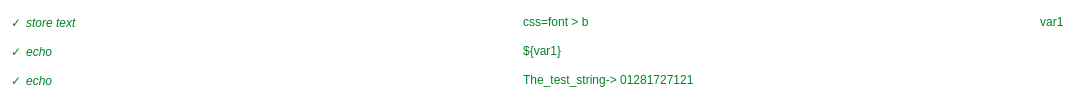 ✓ store text css=font > b var1
✓ echo ${var1}
✓ echo The_test_string-> 01281727121